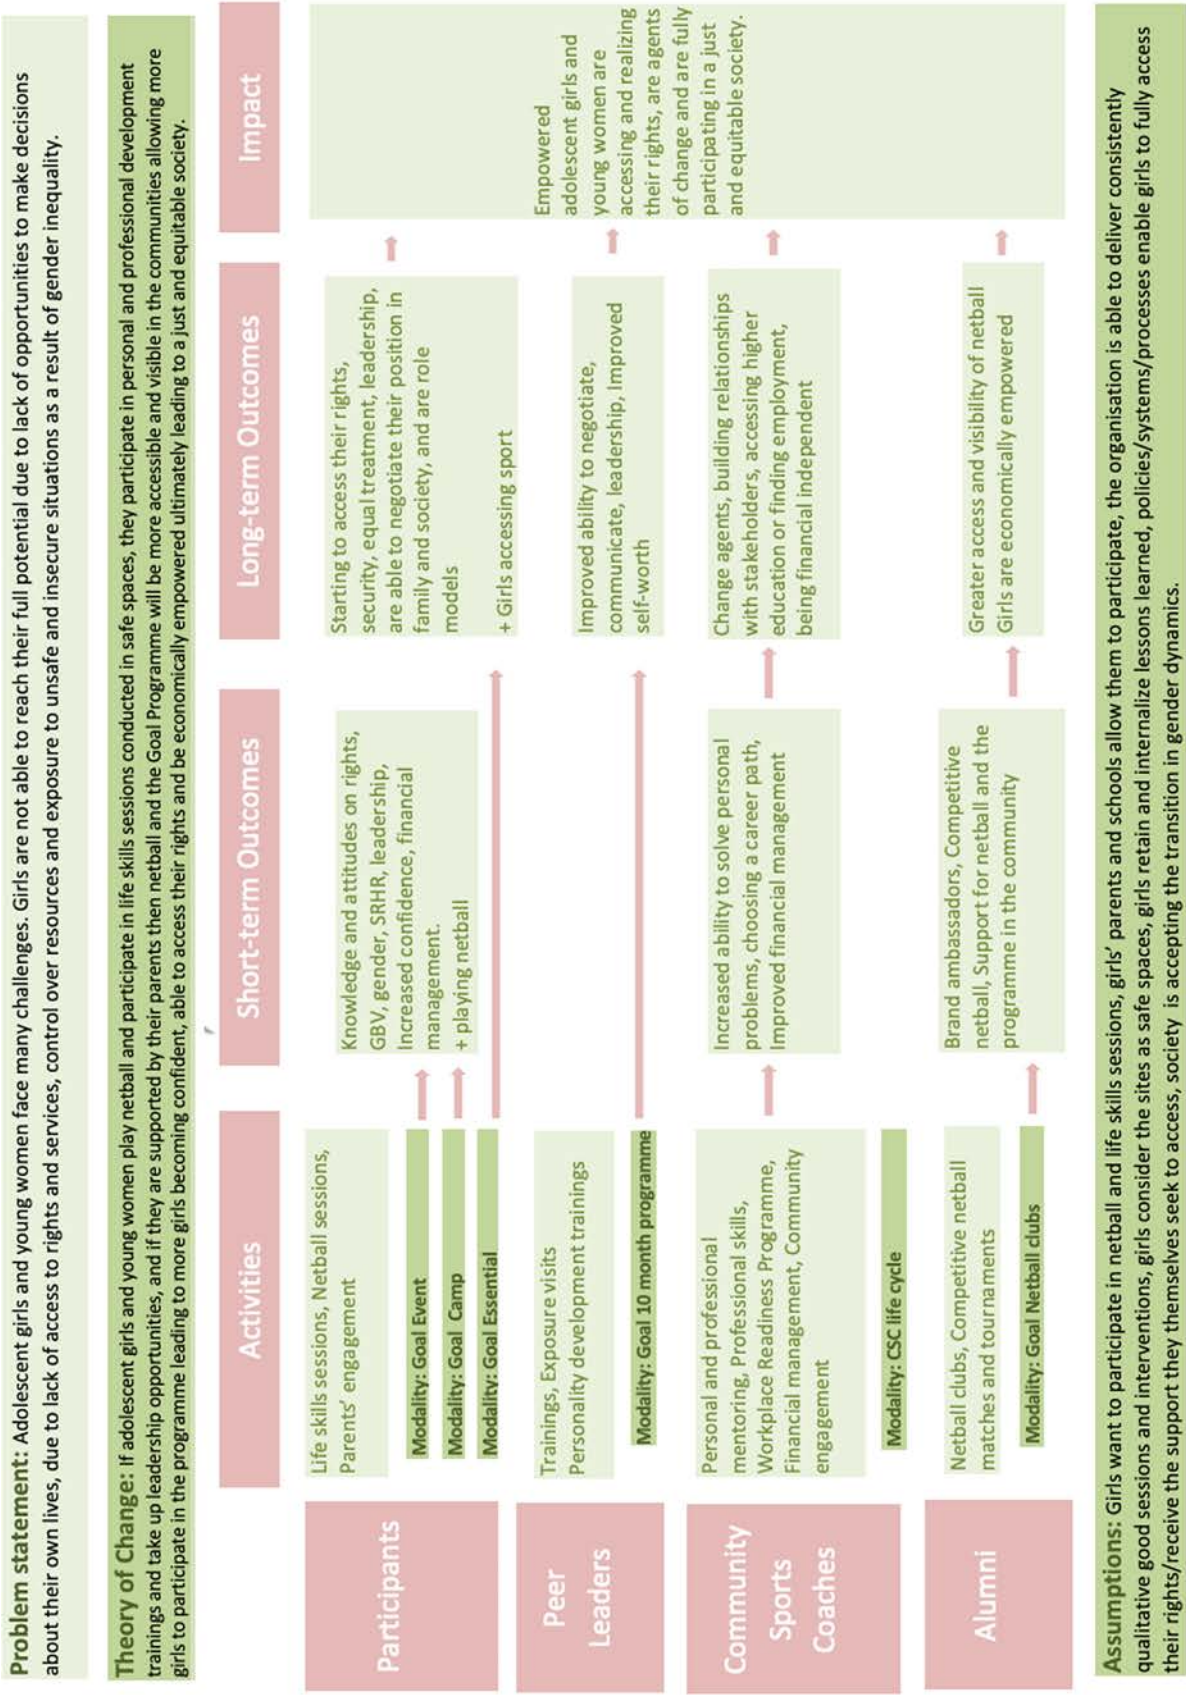 Problem statement: Adolescent girls and young women face many challenges. Girls are not able to reach their full potential due to lack of opportunities to make decisions
about their own lives, due to lack of access to rights and services, control over resources and exposure to unsafe and insecure situations as a result of gender inequality.
Theory of Change: If adolescent girls and young women play netball and participate in life skills sessions conducted in safe spaces, they participate in personal and professional development
trainings and take up leadership opportunities, and if they are supported by their parents then netball and the Goal Programme will be more accessible and visible in the communities allowing more
girls to participate in the programme leading to more girls becoming confident, able to access their rights and be economically empowered ultimately leading to a just and equitable society.
Activities
Short-term Outcomes
Long-term Outcomes
Impact
Participants
Life skills sessions, Netball sessions,
Parents' engagement
Modality: Goal Event
Modality: Goal Camp
Modality: Goal Essential
Knowledge and attitudes on rights,
GBV, gender, SRHR, leadership,
Increased confidence, financial
management.
+ playing netball
Starting to access their rights,
security, equal treatment, leadership,
are able to negotiate their position in
family and society, and are role
models
+ Girls accessing sport
Peer
Leaders
Trainings, Exposure visits
Personality development trainings
Modality: Goal 10 month programme
Improved ability to negotiate,
communicate, leadership, Improved
self-worth
Community
Sports
Coaches
Personal and professional
mentoring, Professional skills,
Workplace Readiness Programme,
Financial management, Community
engagement
Modality: CSC life cycle
Increased ability to solve personal
problems, choosing a career path,
Improved financial management
Change agents, building relationships
with stakeholders, accessing higher
education or finding employment,
being financial independent
Alumni
Netball clubs, Competitive netball
matches and tournaments
Modality: Goal Netball clubs
Brand ambassadors, Competitive
netball, Support for netball and the
programme in the community
Greater access and visibility of netball
Girls are economically empowered
Empowered
adolescent girls and
young women are
accessing and realizing
their rights, are agents
of change and are fully
participating in a just
and equitable society.
Assumptions: Girls want to participate in netball and life skills sessions, girls' parents and schools allow them to participate, the organisation is able to deliver consistently
qualitative good sessions and interventions, girls consider the sites as safe spaces, girls retain and internalize lessons learned, policies/systems/processes enable girls to fully access
their rights/receive the support they themselves seek to access, society is accepting the transition in gender dynamics.